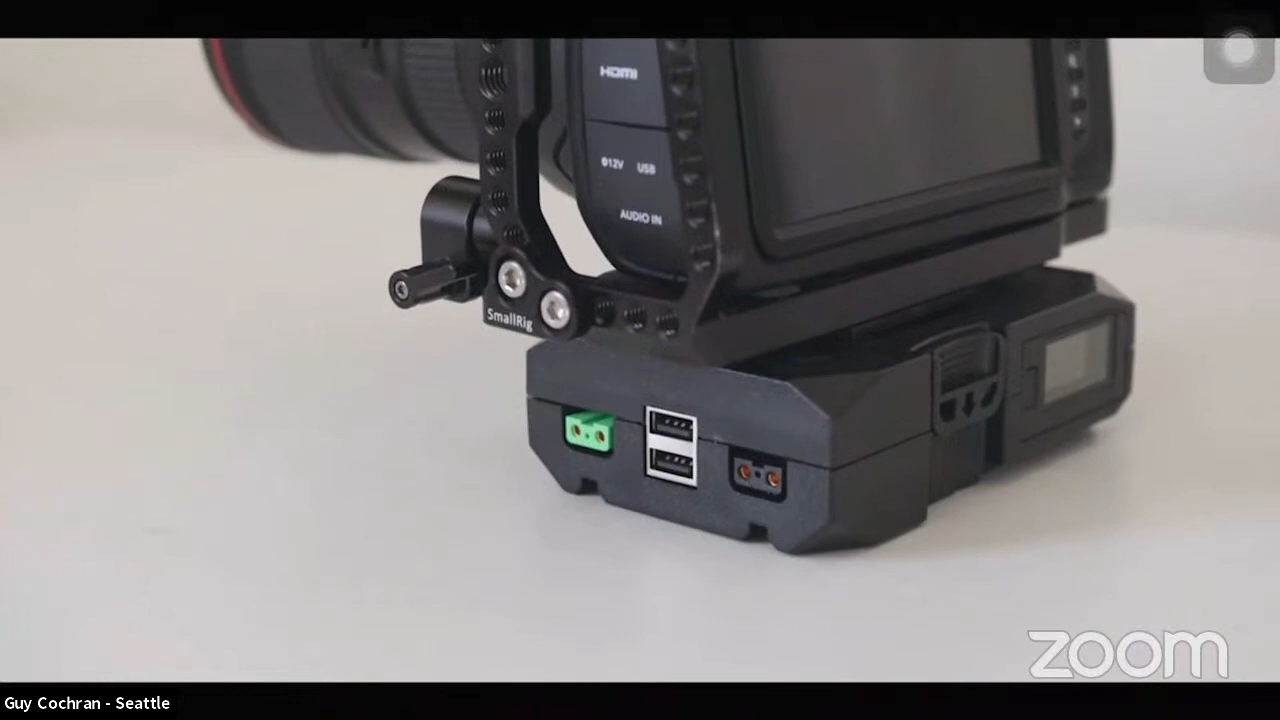 HDMI
12V USB
AUDIO IN
SmallRig
zoom
Guy Cochran - Seattle